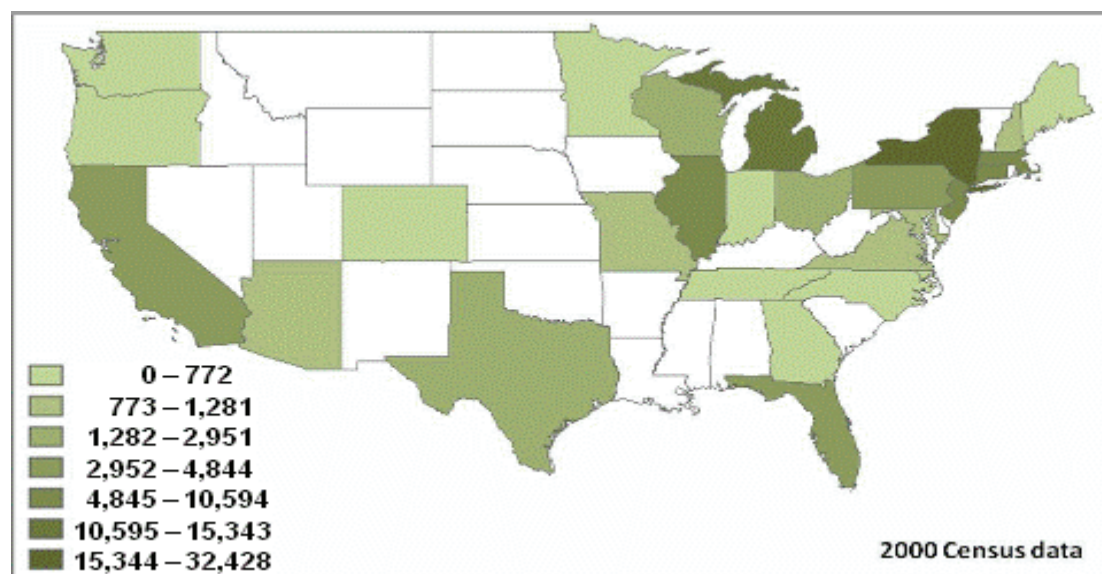 0 – 772
773 – 1,281
1,282 – 2,951
2,952 – 4,844
4,845 – 10,594
10,595 – 15,343
15,344 – 32,428
2000 Census data